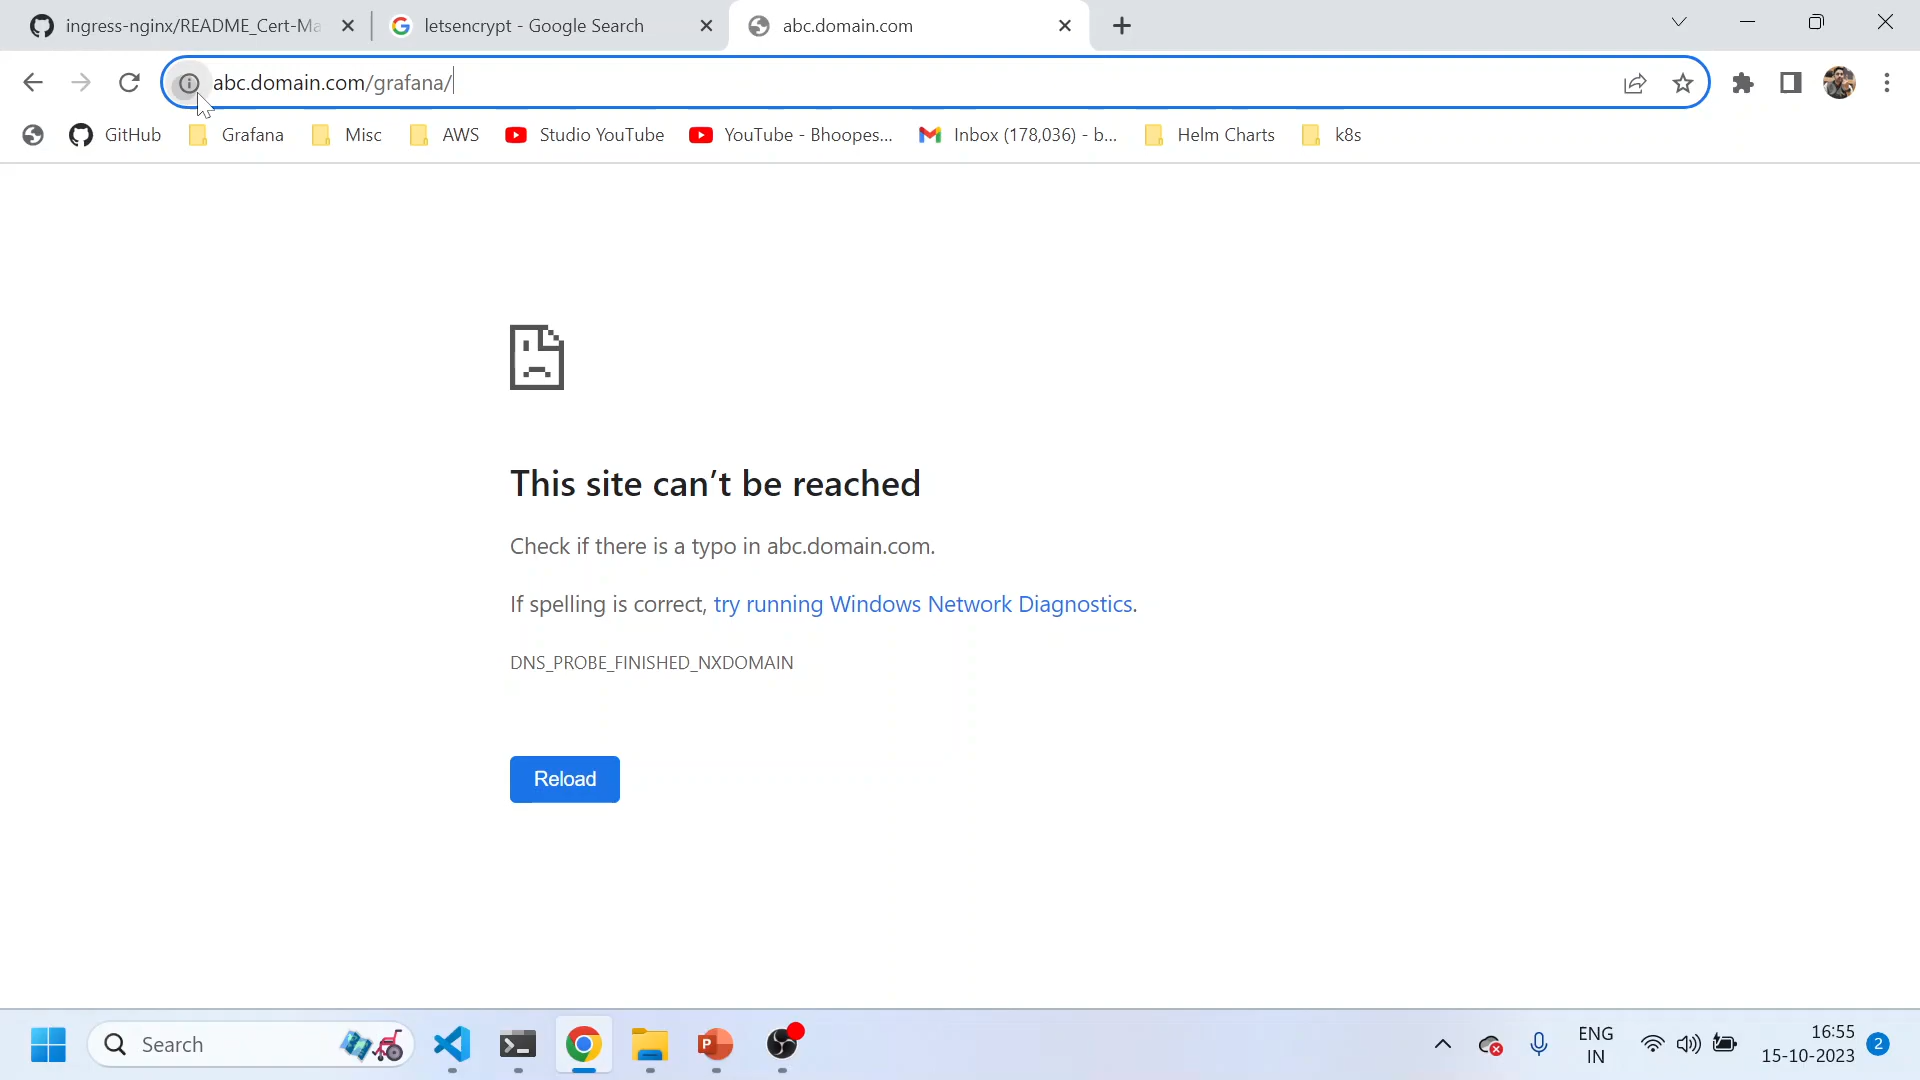 ingress-nginx/README_Cert-Ma
letsencrypt - Google Search
abc.domain.com
abc.domain.com/grafana/
GitHub
Grafana
Misc
AWS
Studio YouTube
YouTube - Bhoopes...
Inbox (178,036) - b...
Helm Charts
k8s
This site can't be reached
Check if there is a typo in abc.domain.com.
If spelling is correct, try running Windows Network Diagnostics.
DNS_PROBE_FINISHED_NXDOMAIN
Reload
Search
ENG
IN
16:55
15-10-2023
2